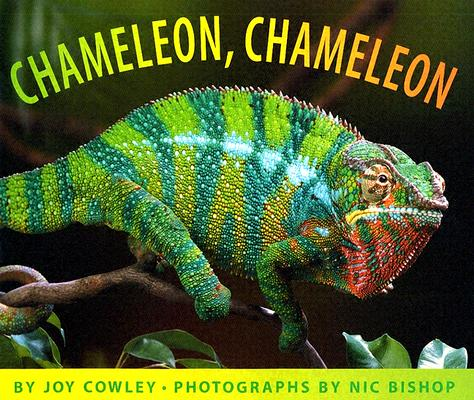 CHAMELEON, CHAMELEON
BY JOY COWLEY • PHOTOGRAPHS BY NIC BISHOP